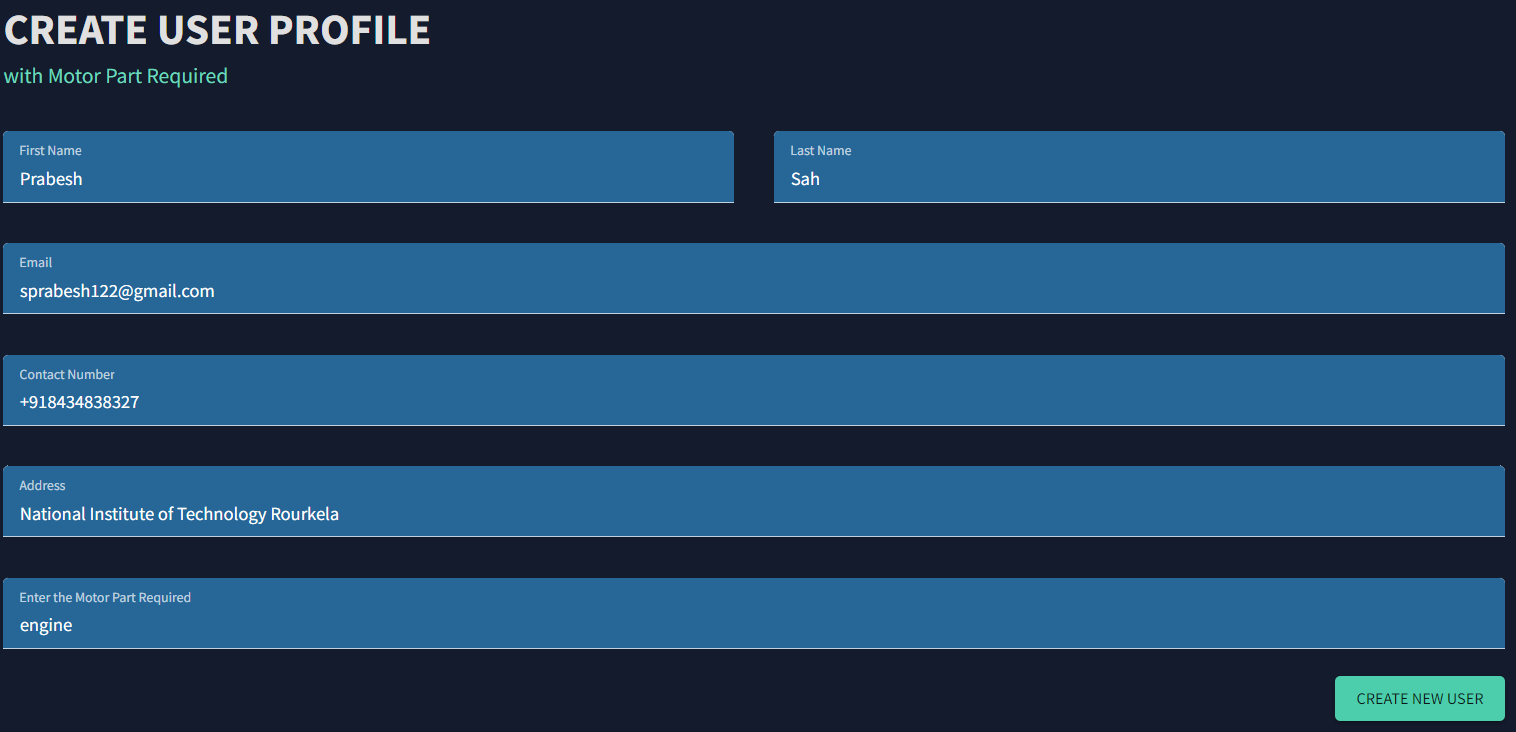 CREATE USER PROFILE
with Motor Part Required
First Name
Prabesh
Last Name
Sah
Email
sprabesh122@gmail.com
Contact Number
+918434838327
Address
National Institute of Technology Rourkela
Enter the Motor Part Required
engine
CREATE NEW USER